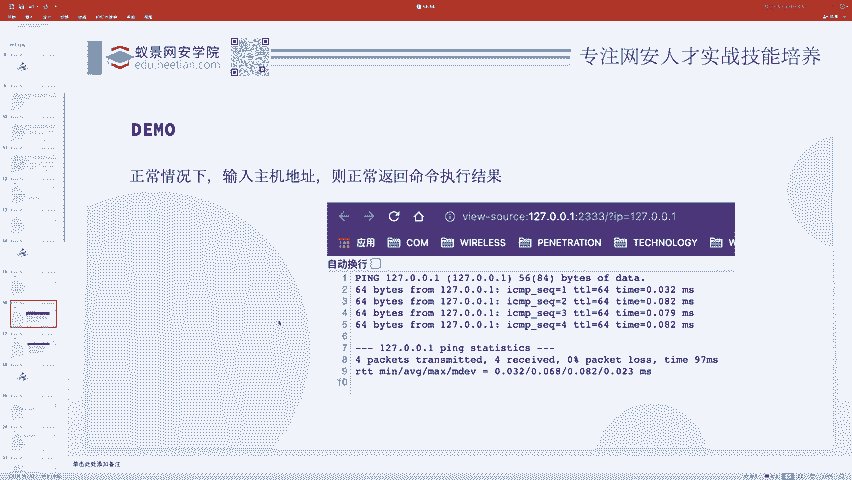 蚁景网安学院
edu.heetian.com
专注网安人才实战技能培养
DEMO
正常情况下，输入主机地址，则正常返回命令执行结果
view-source:127.0.0.1:2333/?ip=127.0.0.1
应用 COM WIRELESS PENETRATION TECHNOLOGY W
自动换行
1 PING 127.0.0.1 (127.0.0.1) 56(84) bytes of data.
2 64 bytes from 127.0.0.1: icmp_seq=1 ttl=64 time=0.032 ms
3 64 bytes from 127.0.0.1: icmp_seq=2 ttl=64 time=0.082 ms
4 64 bytes from 127.0.0.1: icmp_seq=3 ttl=64 time=0.079 ms
5 64 bytes from 127.0.0.1: icmp_seq=4 ttl=64 time=0.082 ms
6
7 --- 127.0.0.1 ping statistics ---
8 4 packets transmitted, 4 received, 0% packet loss, time 97ms
9 rtt min/avg/max/mdev = 0.032/0.068/0.082/0.023 ms
10
单击此处添加备注